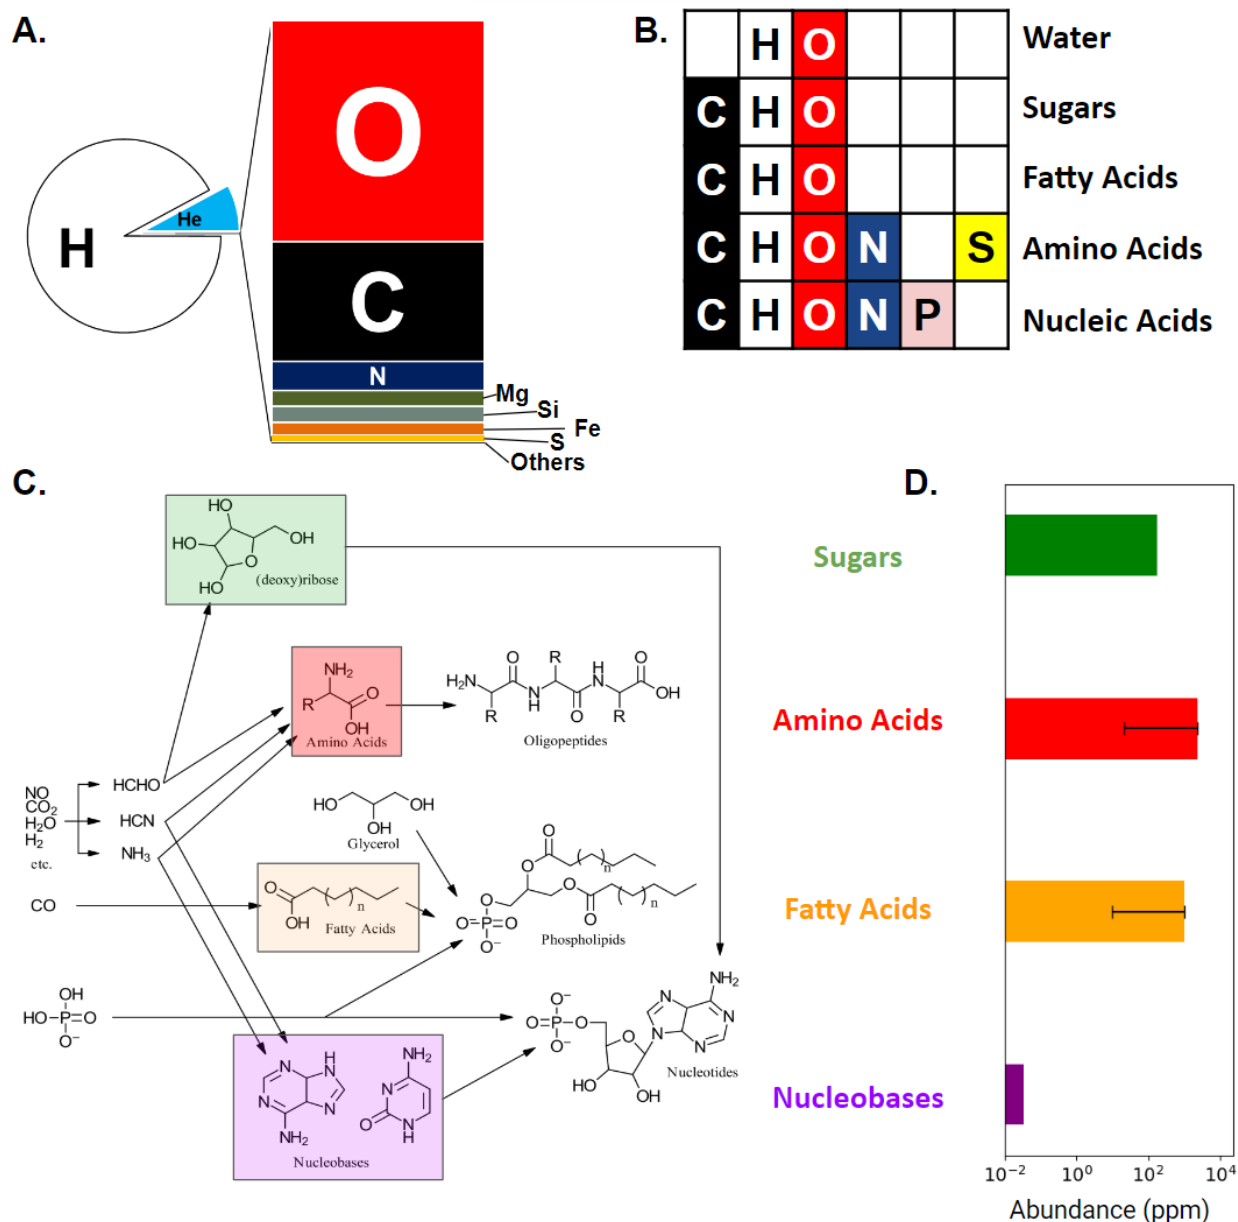 A.
H
He
O
C
N
Mg
Si
Fe
S
Others
B.
H O Water
C H O Sugars
C H O Fatty Acids
C H O N S Amino Acids
C H O N P Nucleic Acids
C.
HO
HO
OH
O
HO
(deoxy)ribose
NH2
R
O
OH
Amino Acids
O
R
H
N
O
H2N
N
H
OH
R
O
R
Oligopeptides
NO
CO2
H2O
H2
etc.
HCHO
HCN
NH3
HO
OH
OH
Glycerol
CO
O
OH
n
Fatty Acids
O
O
n
O
O
n
O
O=P=O
O−
Phospholipids
OH
HO−P=O
O−
N
H
N
N
N
NH2
NH2
N
O
N
H
Nucleobases
O−
O=P−O
O−
O
HO
OH
N
N
N
N
NH2
Nucleotides
D.
Sugars
Amino Acids
Fatty Acids
Nucleobases
10−2 100 102 104
Abundance (ppm)